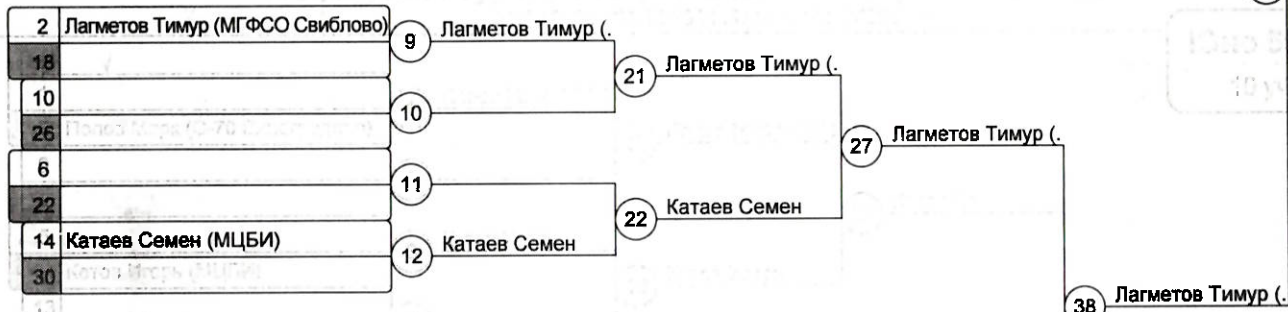 2 Лагметов Тимур (МГФСО Свиблово)
9 Лагметов Тимур (.
18
21 Лагметов Тимур (.
10
10
26
27 Лагметов Тимур (.
6
11
22
22 Катаев Семен
14 Катаев Семен (МЦБИ)
12 Катаев Семен
30
38 Лагметов Тимур (.